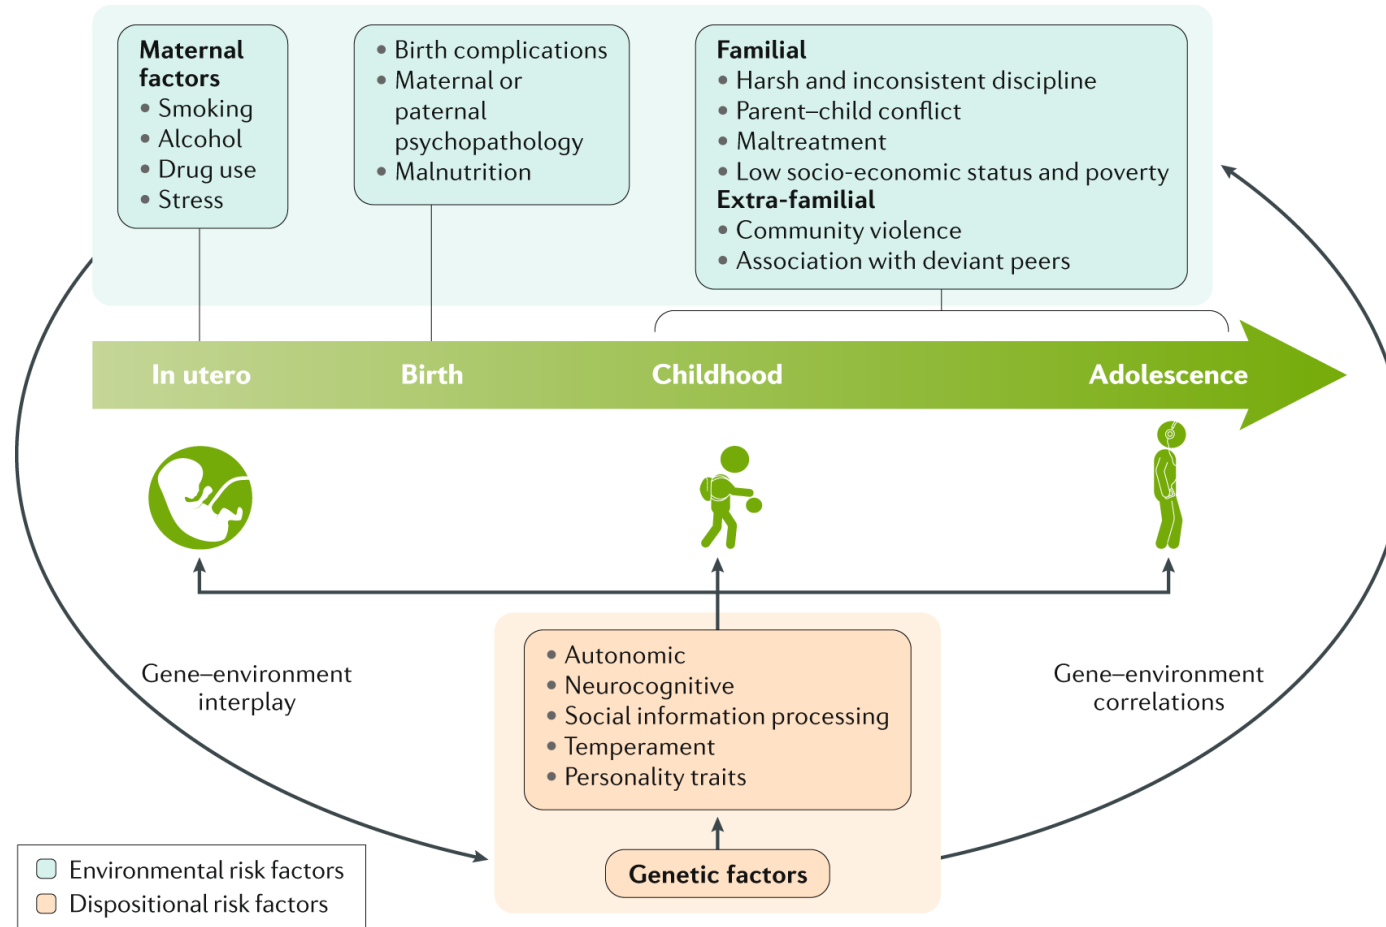 Maternal
factors
• Smoking
• Alcohol
• Drug use
• Stress
• Birth complications
• Maternal or
paternal
psychopathology
• Malnutrition
Familial
• Harsh and inconsistent discipline
• Parent–child conflict
• Maltreatment
• Low socio-economic status and poverty
Extra-familial
• Community violence
• Association with deviant peers
In utero
Birth
Childhood
Adolescence
Gene–environment
interplay
• Autonomic
• Neurocognitive
• Social information processing
• Temperament
• Personality traits
Genetic factors
Gene–environment
correlations
Environmental risk factors
Dispositional risk factors